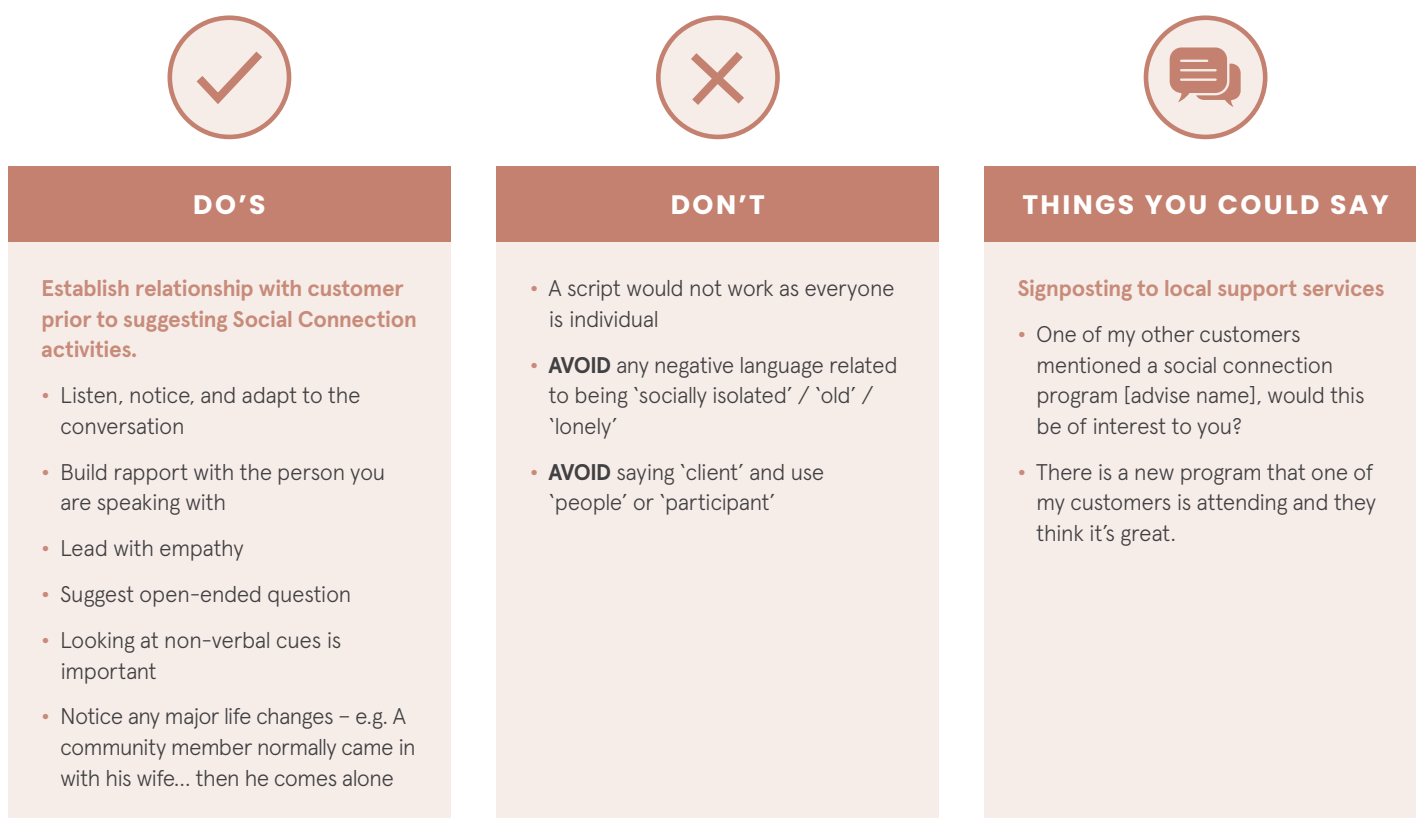 DO’S
Establish relationship with customer
prior to suggesting Social Connection
activities.
• Listen, notice, and adapt to the
conversation
• Build rapport with the person you
are speaking with
• Lead with empathy
• Suggest open-ended question
• Looking at non-verbal cues is
important
• Notice any major life changes – e.g. A
community member normally came in
with his wife... then he comes alone
DON’T
• A script would not work as everyone
is individual
• AVOID any negative language related
to being ‵socially isolated′ / ‵old′ /
‵lonely′
• AVOID saying ‵client′ and use
‵people′ or ‵participant′
THINGS YOU COULD SAY
Signposting to local support services
• One of my other customers
mentioned a social connection
program [advise name], would this
be of interest to you?
• There is a new program that one of
my customers is attending and they
think it’s great.